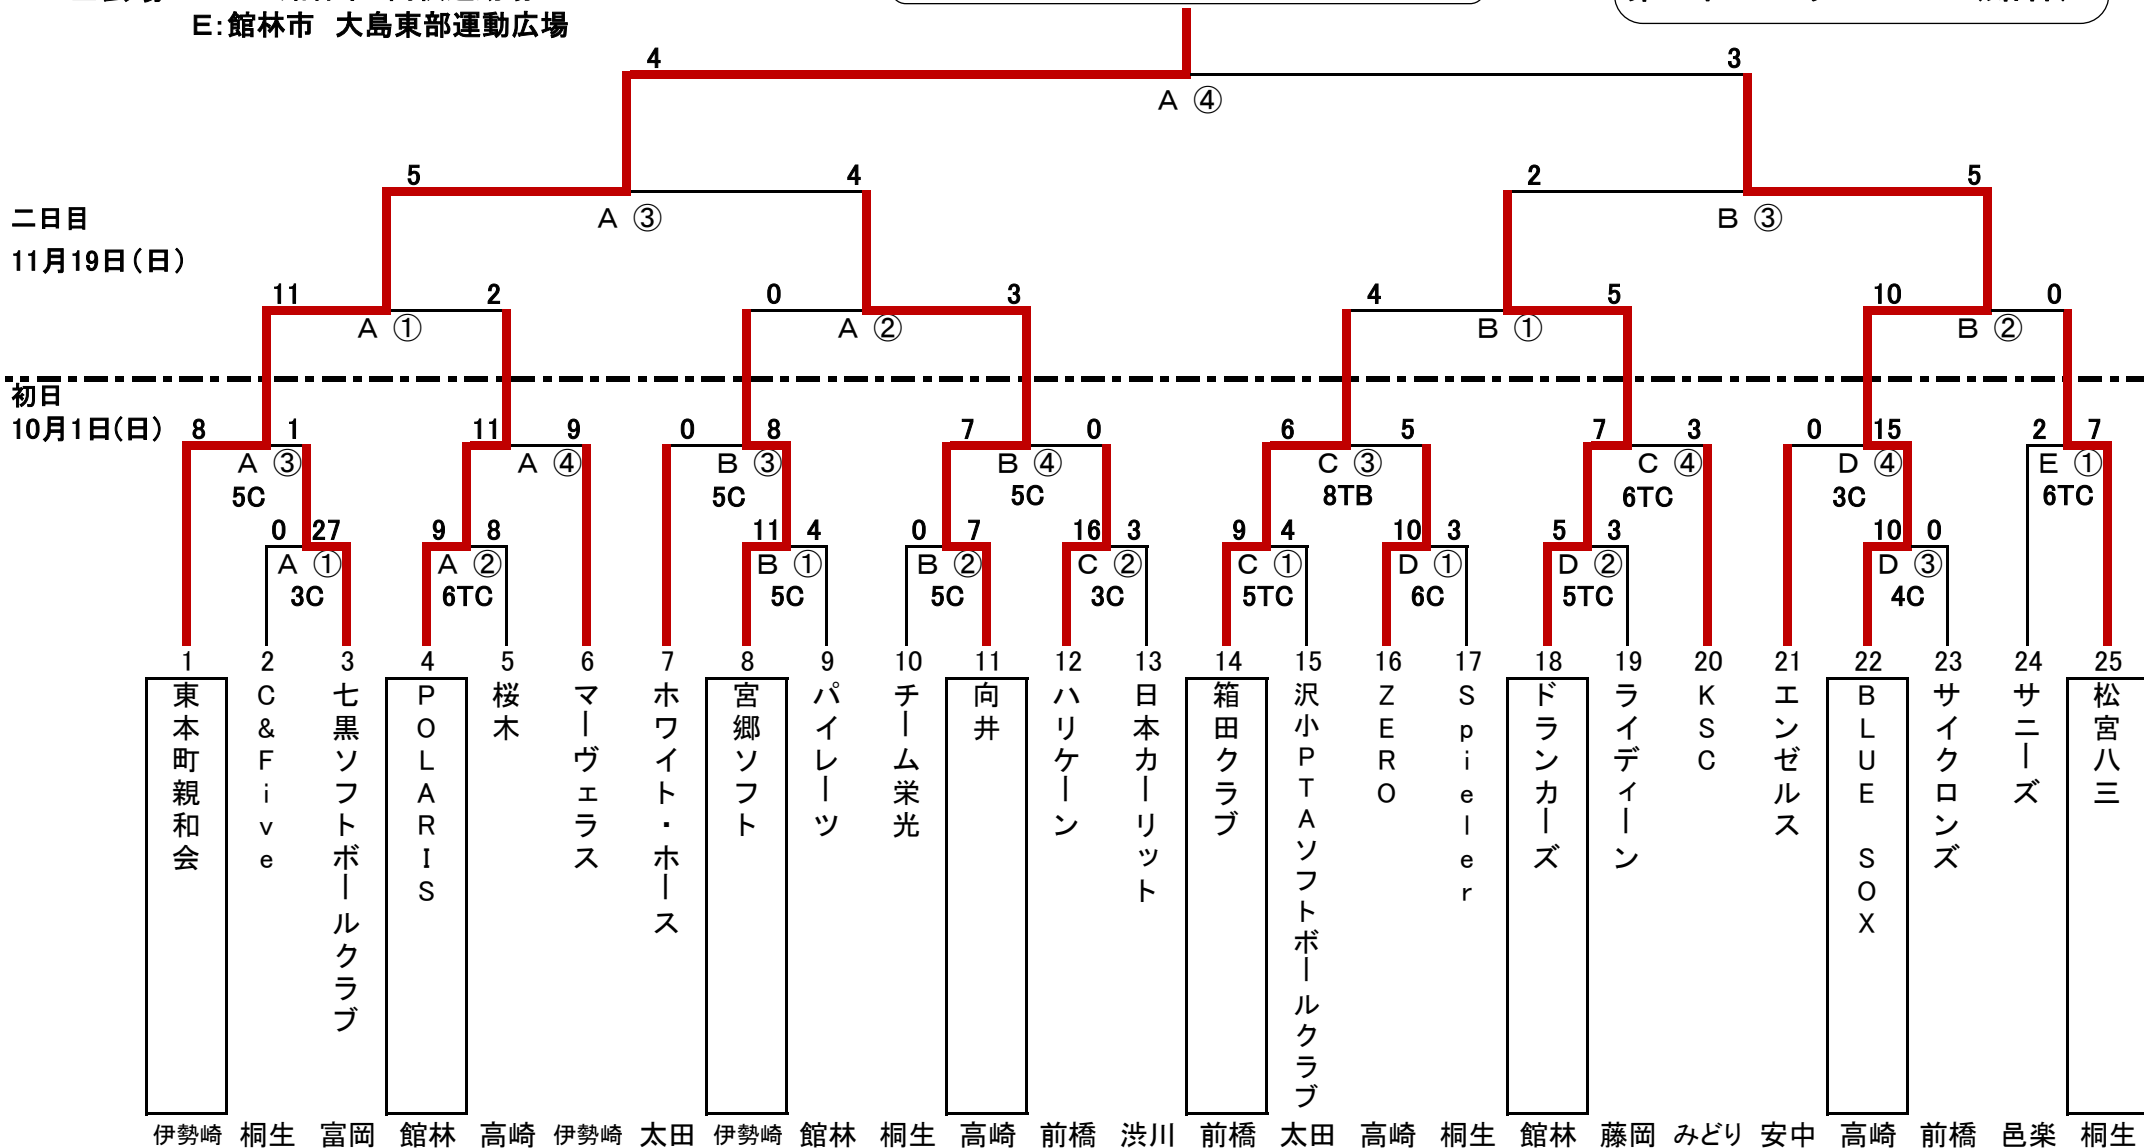 E:館林市 大島東部運動広場
4 3
A ④
5 4 2 5
二日目
A ③ B ③
11月19日(日)
11 2 0 3 4 5 10 0
A ① A ② B ① B ②
初日
10月1日(日)
8 1 11 9 0 8 7 0 6 5 7 3 0 15 2 7
A ③ A ④ B ③ B ④ C ③ C ④ D ④ E ①
5C 5C 5C 8TB 6TC 3C 6TC
0 27 9 8 11 4 0 7 16 3 9 4 10 3 5 3 10 0
A ① A ② B ① B ② C ② C ① D ① D ② D ③
3C 6TC 5C 5C 3C 5TC 6C 5TC 4C
1 2 3 4 5 6 7 8 9 10 11 12 13 14 15 16 17 18 19 20 21 22 23 24 25
東本町親和会
C&Five
七黒ソフトボールクラブ
POLARIS
桜木
マーヴェラス
ホワイト・ホース
宮郷ソフト
パイレーツ
チーム栄光
向井
ハリケーン
日本カーリット
箱田クラブ
沢小PTAソフトボールクラブ
ZERO
Spieler
ドランカーズ
ライディーン
KSC
エンゼルス
BLUE SOX
サイクロンズ
サニーズ
松宮八三
伊勢崎 桐生 富岡 館林 高崎 伊勢崎 太田 伊勢崎 館林 桐生 高崎 前橋 渋川 前橋 太田 高崎 桐生 館林 藤岡 みどり 安中 高崎 前橋 邑楽 桐生